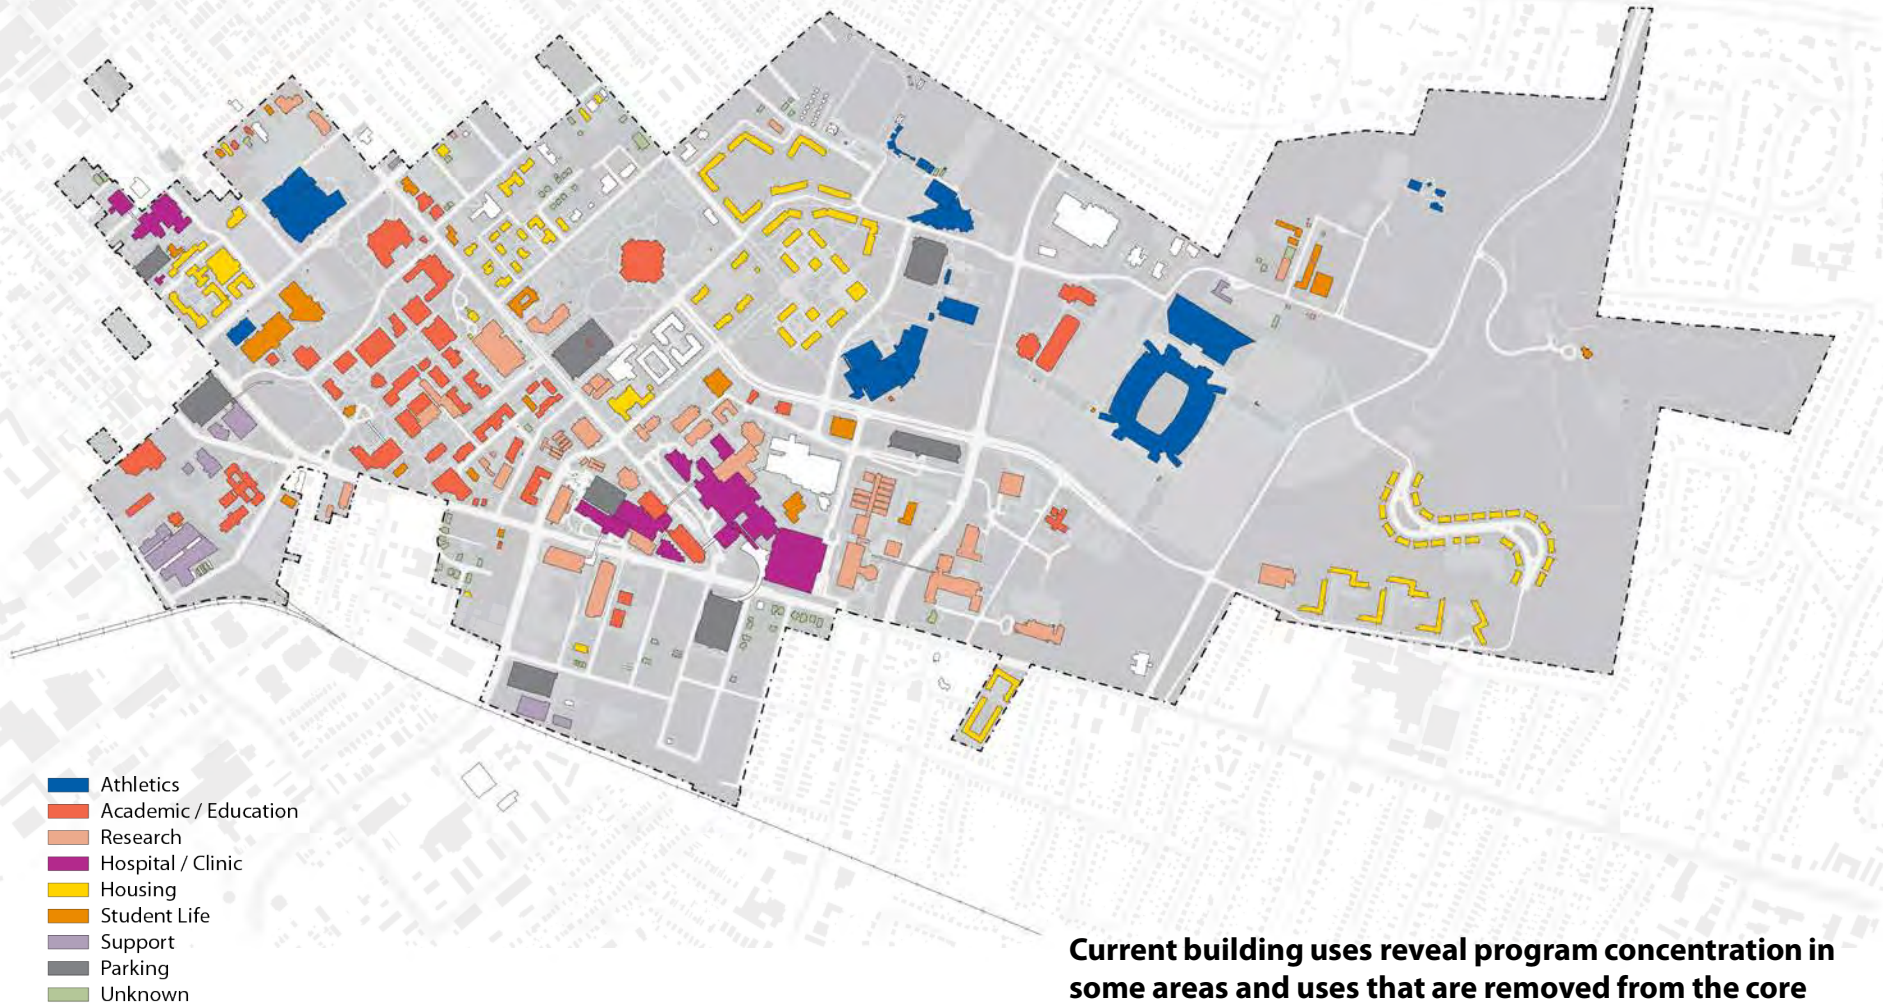 Athletics
Academic / Education
Research
Hospital / Clinic
Housing
Student Life
Support
Parking
Unknown
Current building uses reveal program concentration in
some areas and uses that are removed from the core